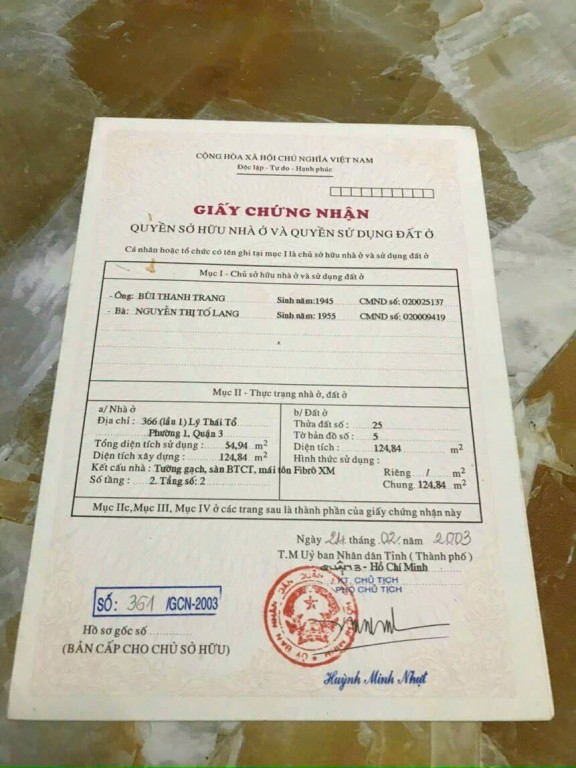 CỘNG HÒA XÃ HỘI CHỦ NGHĨA VIỆT NAM
Độc lập - Tự do - Hạnh phúc
GIẤY CHỨNG NHẬN
QUYỀN SỞ HỮU NHÀ Ở VÀ QUYỀN SỬ DỤNG ĐẤT Ở
Cá nhân hoặc tổ chức có tên ghi tại mục I là chủ sở hữu nhà ở và sử dụng đất ở
Mục I - Chủ sở hữu nhà ở và sử dụng đất ở
- Ông: BÙI THANH TRANG Sinh năm:1945 CMND số: 020025137
- Bà: NGUYỄN THỊ TỐ LANG Sinh năm: 1955 CMND số: 020009419
Mục II - Thực trạng nhà ở, đất ở
a/ Nhà ở
Địa chỉ : 366 (lần 1) Lý Thái Tổ
Phường 1, Quận 3
Tổng diện tích sử dụng : 54,94 m²
Diện tích xây dựng : 124,84 m²
Kết cấu nhà : Tường gạch, sàn BTCT, mái tôn Fibrô XM
Số tầng : 2. Tầng số: 2
b/ Đất ở
Thửa đất số : 25
Tờ bản đồ số : 5
Diện tích : 124,84 m²
Hình thức sử dụng :
Riêng / m²
Chung 124,84 m²
Mục IIc, Mục III, Mục IV ở các trang sau là thành phần của giấy chứng nhận này
Ngày 24 tháng 02 năm 2003
T.M Uỷ ban Nhân dân Tỉnh ( Thành phố )
Quận 3 - Hồ Chí Minh
KT. CHỦ TỊCH
PHÓ CHỦ TỊCH
SỐ: 361 /GCN-2003
Hồ sơ gốc số
(BẢN CẤP CHO CHỦ SỞ HỮU)
Huỳnh Minh Nhựt